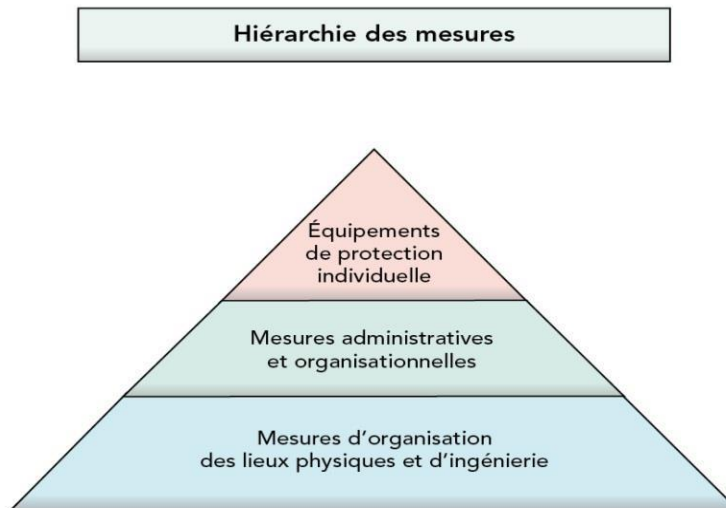 Hiérarchie des mesures
Équipements
de protection
individuelle
Mesures administratives
et organisationnelles
Mesures d'organisation
des lieux physiques et d'ingénierie